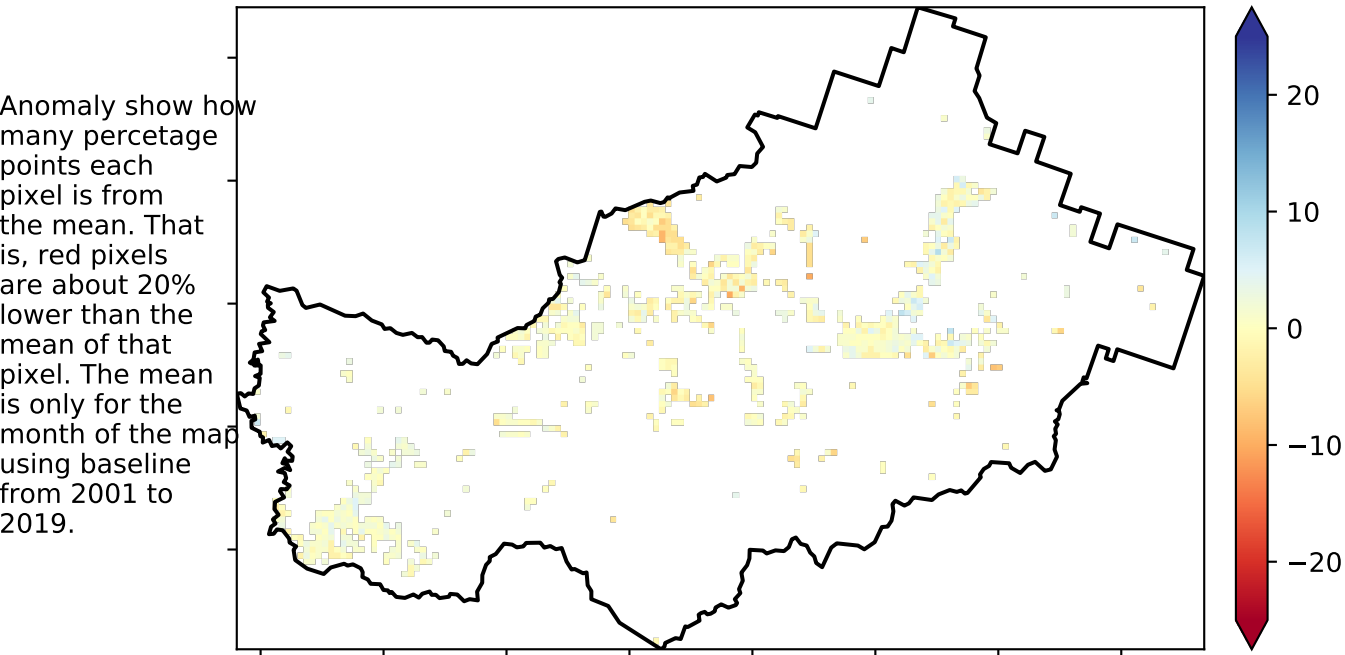 Anomaly show how
many percetage
points each
pixel is from
the mean. That
is, red pixels
are about 20%
lower than the
mean of that
pixel. The mean
is only for the
month of the map
using baseline
from 2001 to
2019.
20
10
0
−10
−20